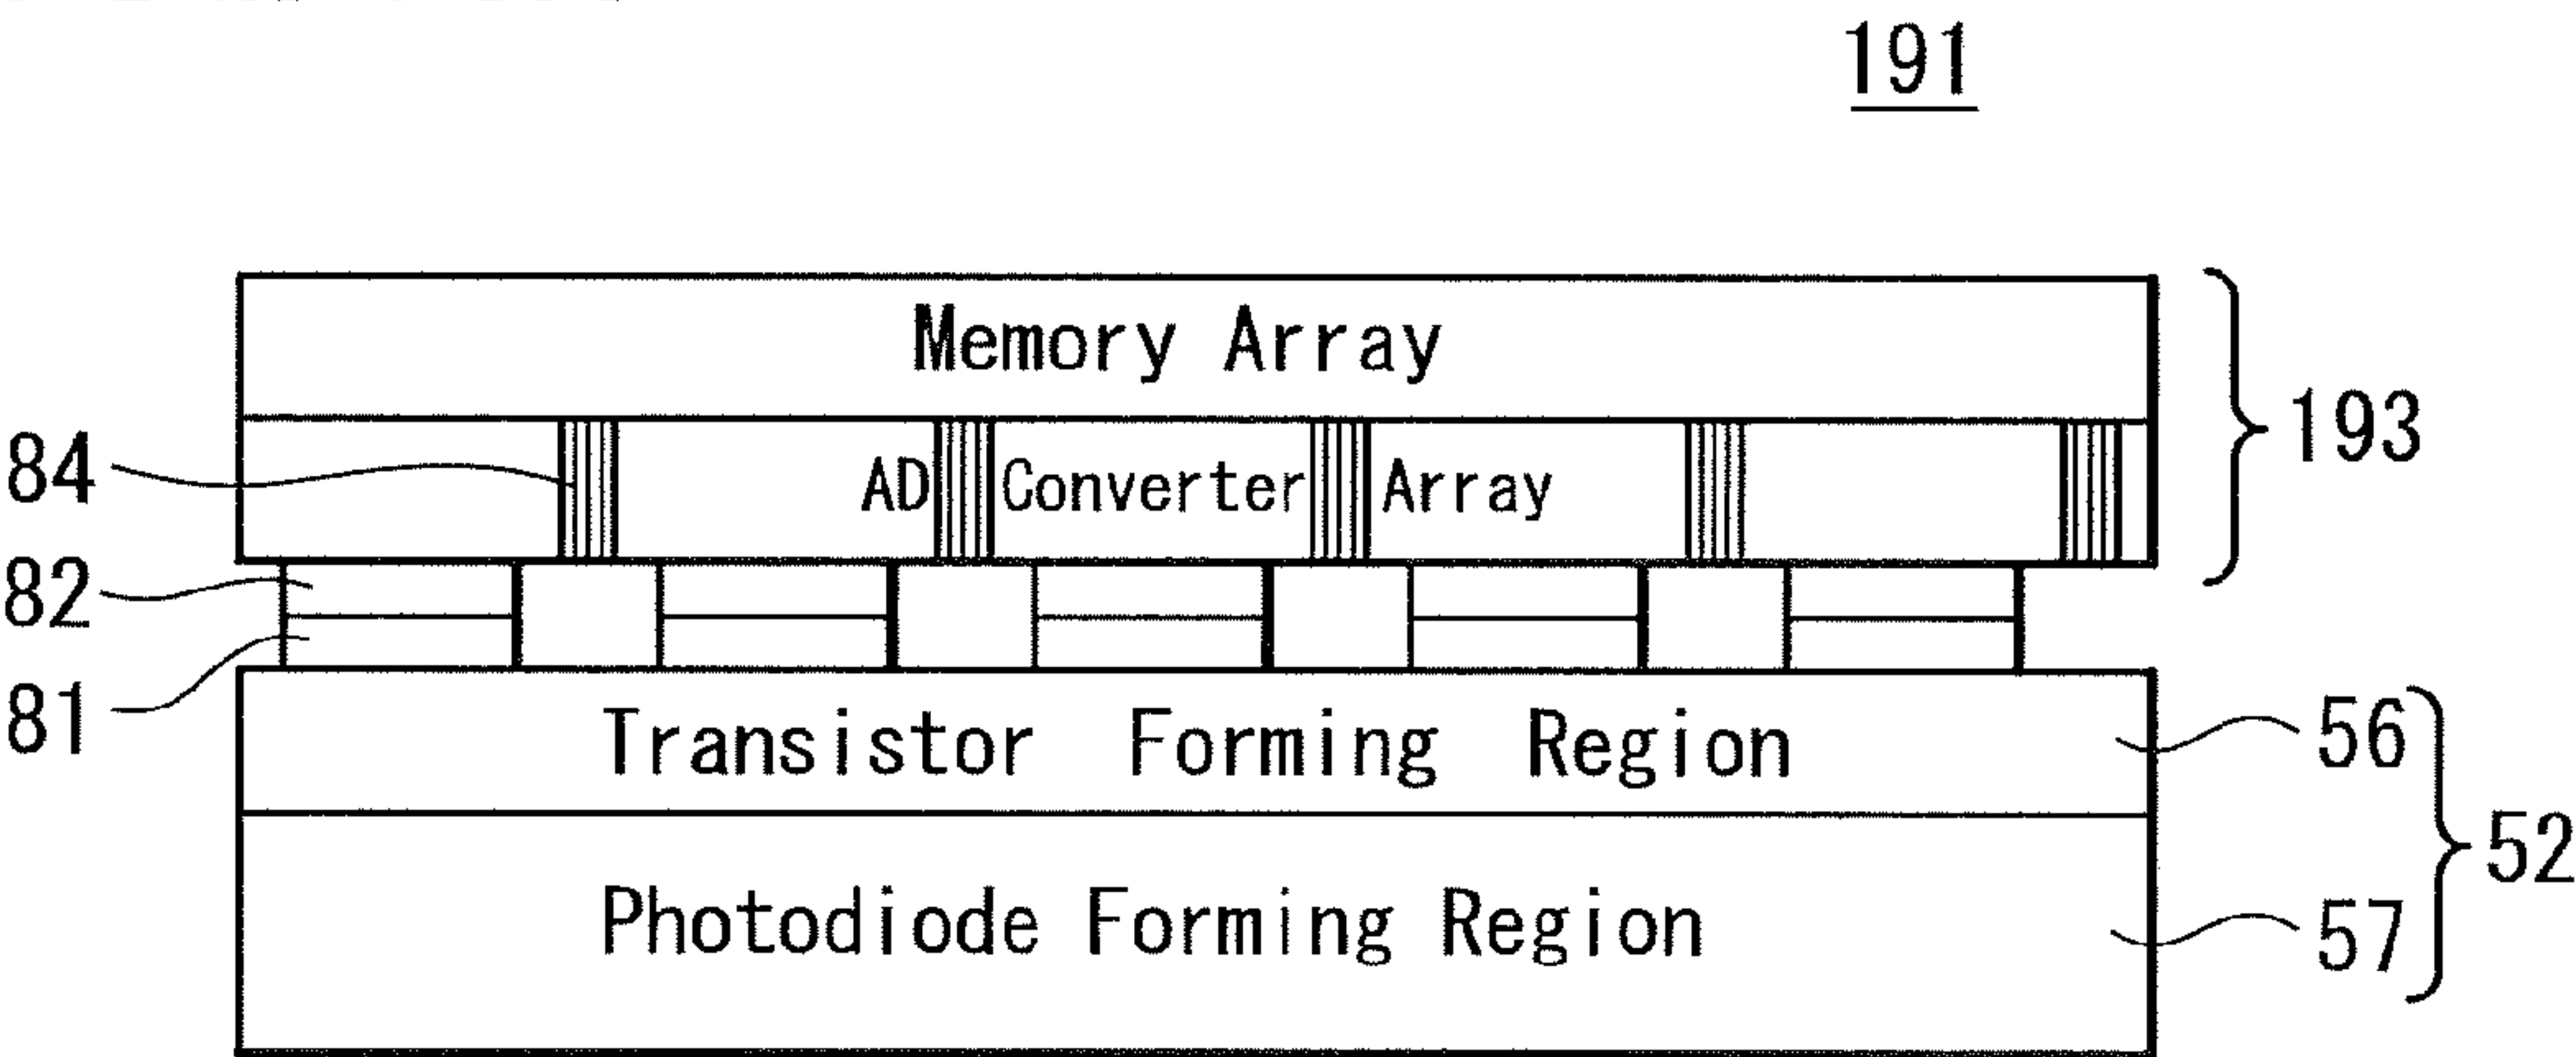 191
Memory Array
193
84
AD Converter Array
82
81
Transistor Forming Region
56
52
Photodiode Forming Region
57